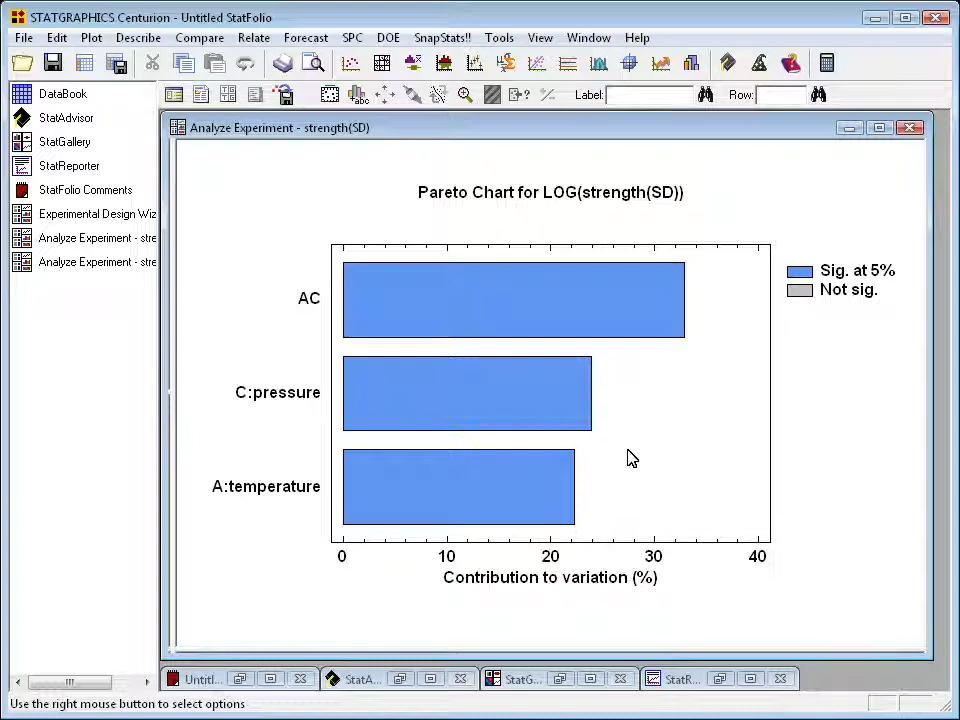 STATGRAPHICS Centurion - Untitled StatFolio
File Edit Plot Describe Compare Relate Forecast SPC DOE SnapStats!! Tools View Window Help
Label: Row:
DataBook
StatAdvisor
StatGallery
StatReporter
StatFolio Comments
Experimental Design Wiz
Analyze Experiment - stre
Analyze Experiment - stre
Analyze Experiment - strength(SD)
Pareto Chart for LOG(strength(SD))
Sig. at 5%
Not sig.
AC
C:pressure
A:temperature
0 10 20 30 40
Contribution to variation (%)
Untitl... StatA... StatG... StatR...
Use the right mouse button to select options